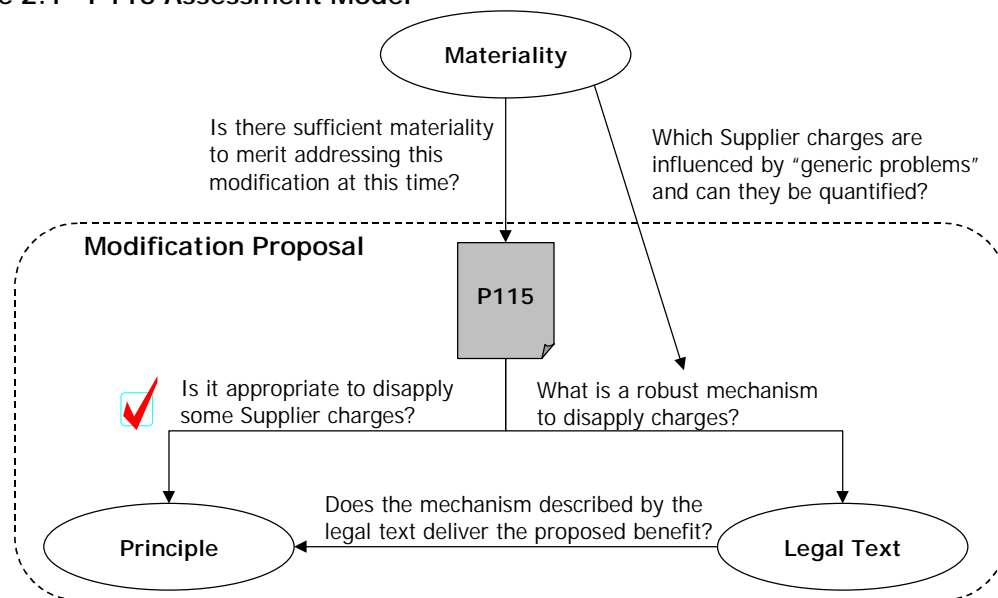 P115 Assessment Model
Materiality
Is there sufficient materiality
to merit addressing this
modification at this time?
Which Supplier charges are
influenced by “generic problems”
and can they be quantified?
Modification Proposal
P115
Is it appropriate to disapply
some Supplier charges?
What is a robust mechanism
to disapply charges?
Does the mechanism described by the
legal text deliver the proposed benefit?
Principle
Legal Text